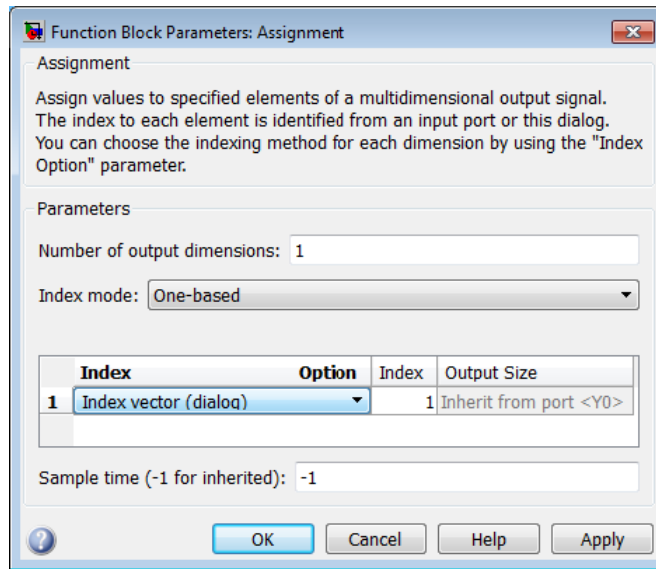 Function Block Parameters: Assignment
Assignment
Assign values to specified elements of a multidimensional output signal.
The index to each element is identified from an input port or this dialog.
You can choose the indexing method for each dimension by using the "Index
Option" parameter.
Parameters
Number of output dimensions: 1
Index mode: One-based
Index Option Index Output Size
1 Index vector (dialog) 1 Inherit from port <Y0>
Sample time (-1 for inherited): -1
? OK Cancel Help Apply